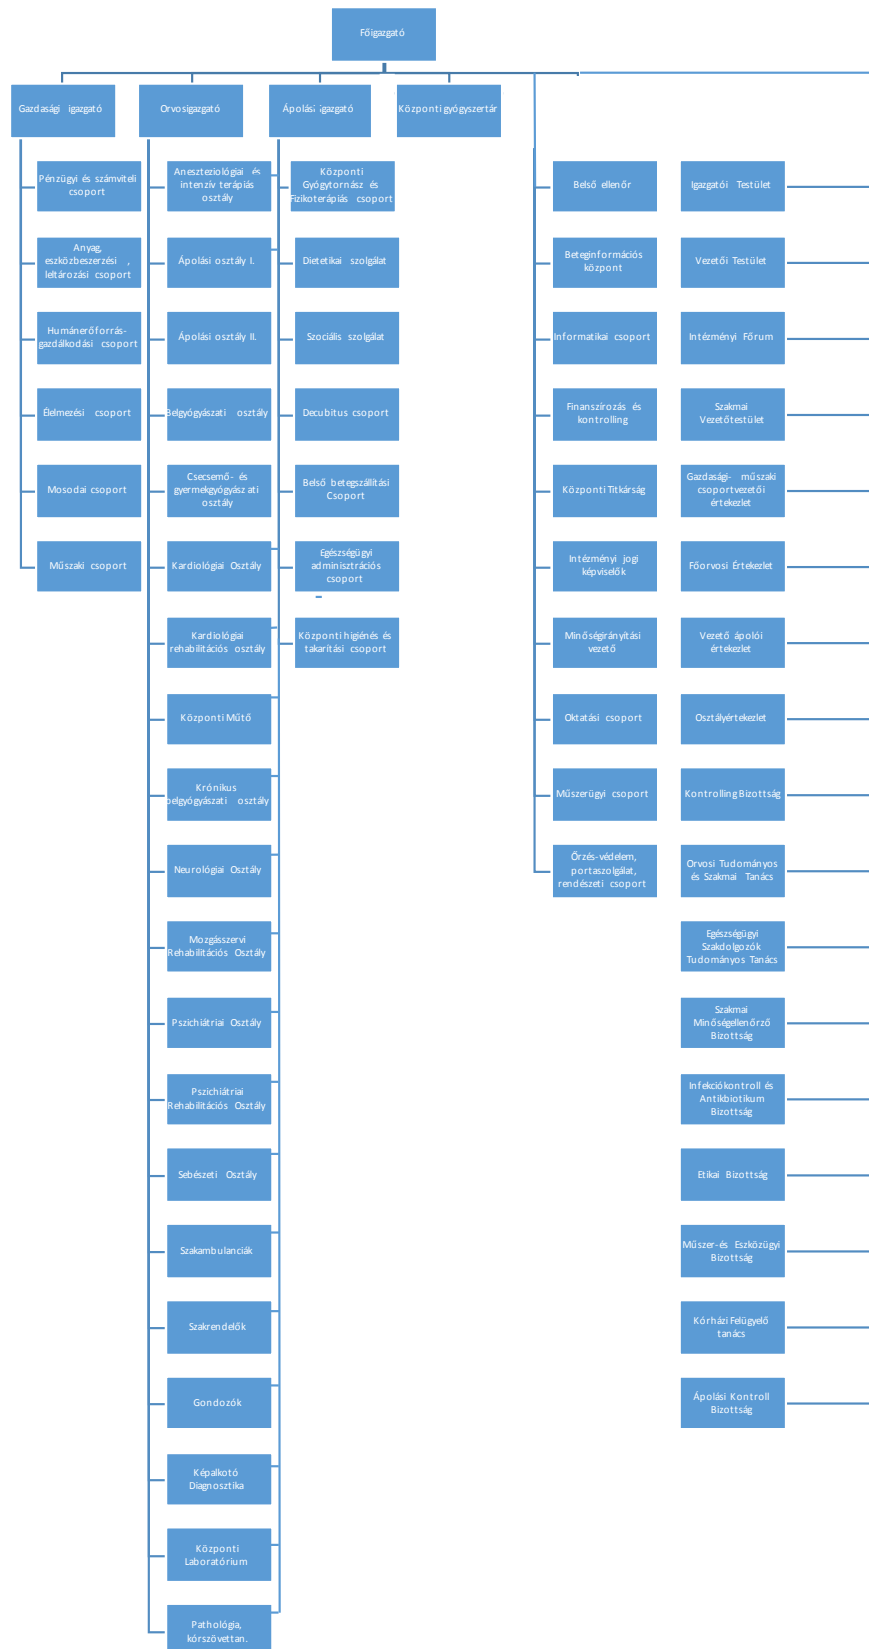 Főigazgató
Gazdasági igazgató
Orvosigazgató
Ápolási igazgató
Központi gyógyszertár
Pénzügyi és számviteli
csoport
Anyag,
eszközbeszerzési ,
leltározási csoport
Humánerőforrás-
gazdálkodási csoport
Élelmezési csoport
Mosodai csoport
Műszaki csoport
Aneszteziológiai és
intenzív terápiás
osztály
Ápolási osztály I.
Ápolási osztály II.
Belgyógyászati osztály
Csecsemő- és
gyermekgyógyászati
osztály
Kardiológiai Osztály
Kardiológiai
rehabilitációs osztály
Központi Műtő
Krónikus
belgyógyászati osztály
Neurológiai Osztály
Mozgásszervi
Rehabilitációs Osztály
Pszichiátriai Osztály
Pszichiátriai
Rehabilitációs Osztály
Sebészeti Osztály
Szakambulanciák
Szakrendelők
Gondozók
Képalkotó
Diagnosztika
Központi
Laboratórium
Pathológia,
kórszövettan.
Központi
Gyógytornász és
Fizikoterápiás csoport
Dietetikai szolgálat
Szociális szolgálat
Decubitus csoport
Belső betegszállítási
Csoport
Egészségügyi
adminisztrációs
csoport
Központi higiénés és
takarítási csoport
Belső ellenőr
Beteginformációs
központ
Informatikai csoport
Finanszírozás és
kontrolling
Központi Titkárság
Intézményi jogi
képviselők
Minőségirányítási
vezető
Oktatási csoport
Műszerügyi csoport
Őrzés-védelem,
portaszolgálat,
rendészeti csoport
Igazgatói Testület
Vezetői Testület
Intézményi Fórum
Szakmai
Vezetőtestület
Gazdasági- műszaki
csoportvezetői
értekezlet
Főorvosi Értekezlet
Vezető ápolói
értekezlet
Osztályértekezlet
Kontrolling Bizottság
Orvosi Tudományos
és Szakmai Tanács
Egészségügyi
Szakdolgozók
Tudományos Tanács
Szakmai
Minőségellenőrző
Bizottság
Infekciókontroll és
Antikbiotikum
Bizottság
Etikai Bizottság
Műszer-és Eszközügyi
Bizottság
Kórházi Felügyelő
tanács
Ápolási Kontroll
Bizottság